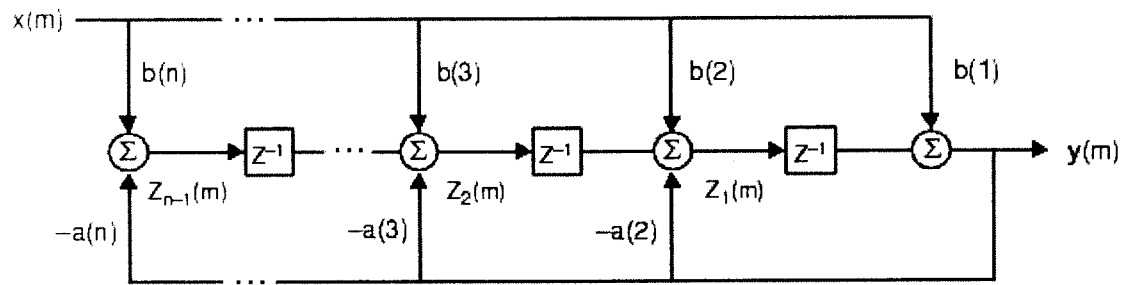 x(m) ...
b(n) b(3) b(2) b(1)
Σ Z⁻¹ ... Σ Z⁻¹ Σ Z⁻¹ Σ y(m)
Zₙ₋₁(m) Z₂(m) Z₁(m)
−a(n) −a(3) −a(2)
...